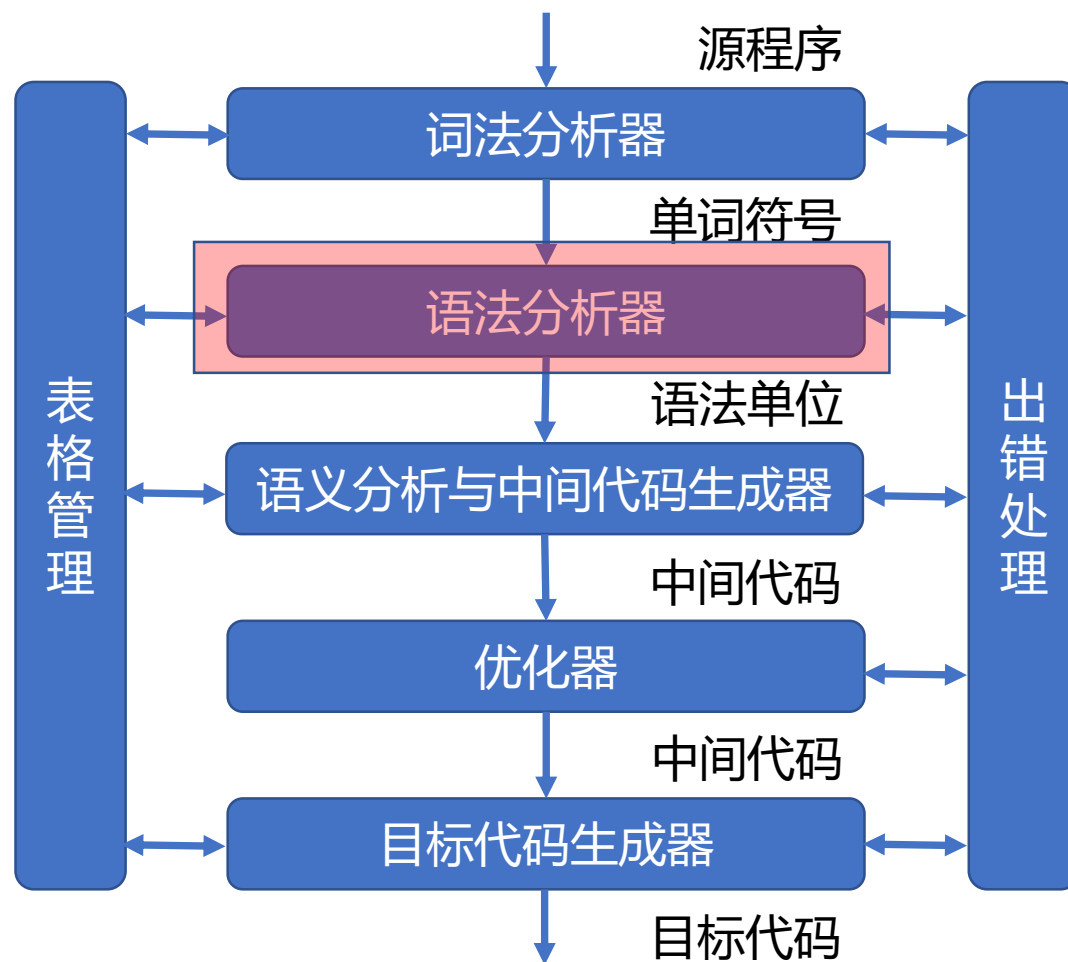 源程序
词法分析器
单词符号
语法分析器
语法单位
语义分析与中间代码生成器
中间代码
优化器
中间代码
目标代码生成器
目标代码
表格管理
出错处理